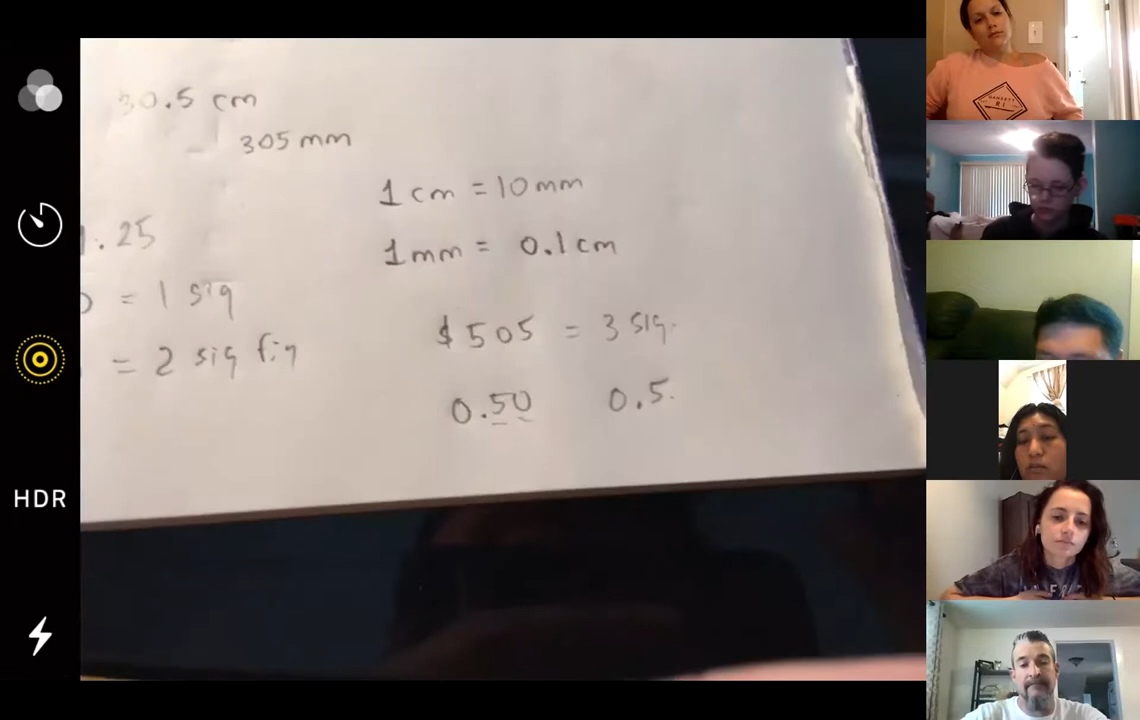 30.5 cm
305 mm
1 cm = 10 mm
1 mm = 0.1 cm
.25
= 1 sig
= 2 sig fig
$505 = 3 sig.
0.50 0.5.
HDR
NARRAGANSETT
R.I